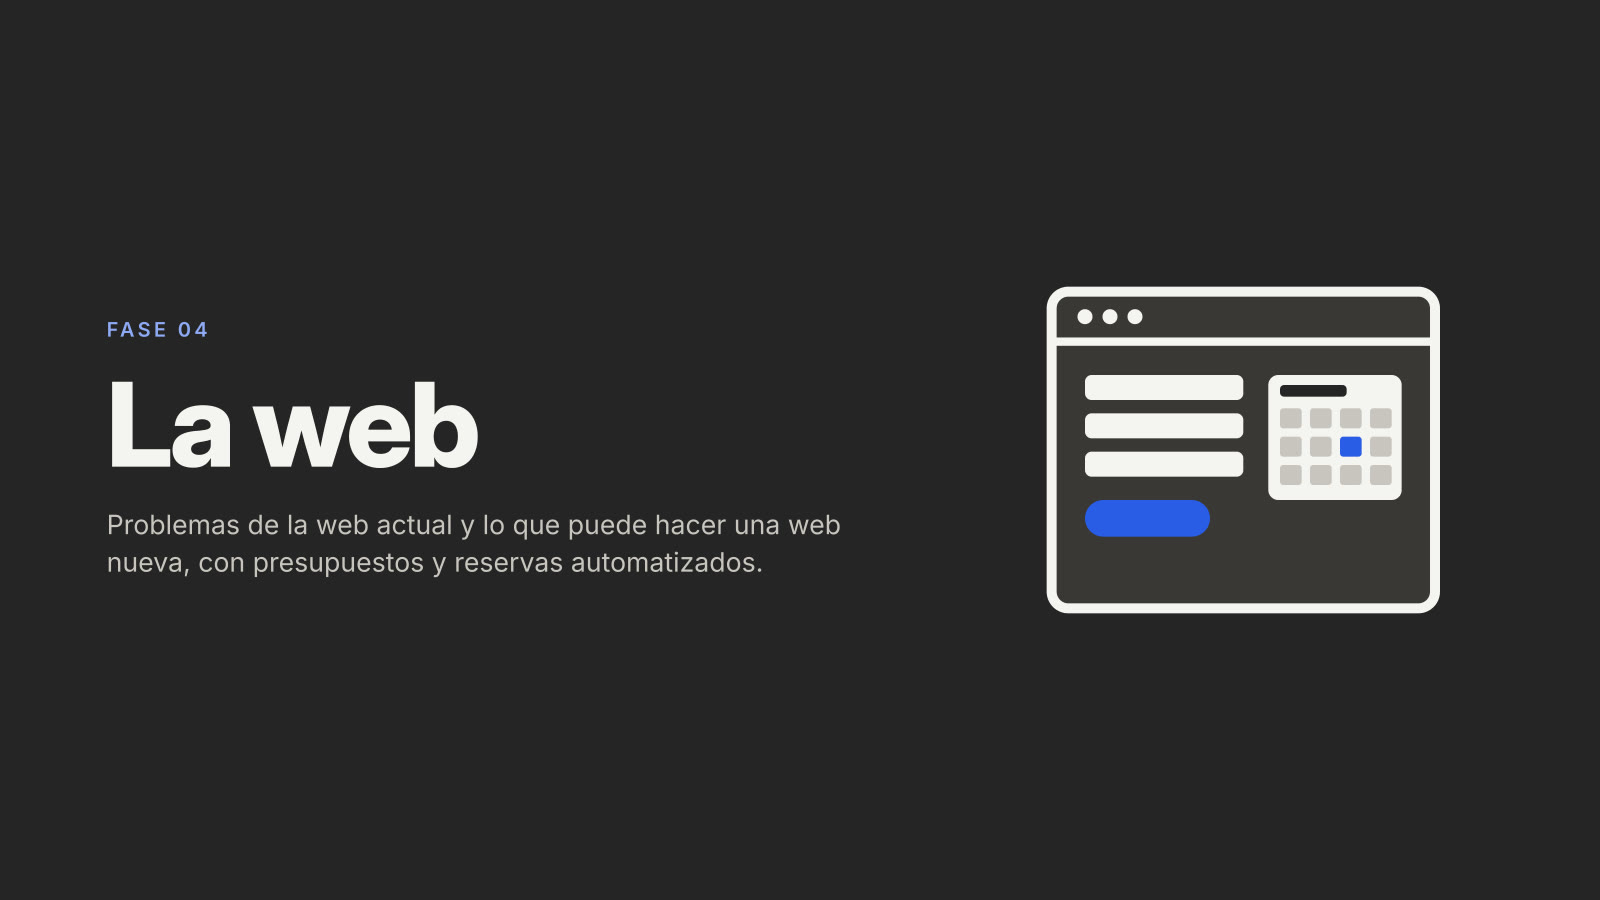 FASE 04
La web
Problemas de la web actual y lo que puede hacer una web
nueva, con presupuestos y reservas automatizados.